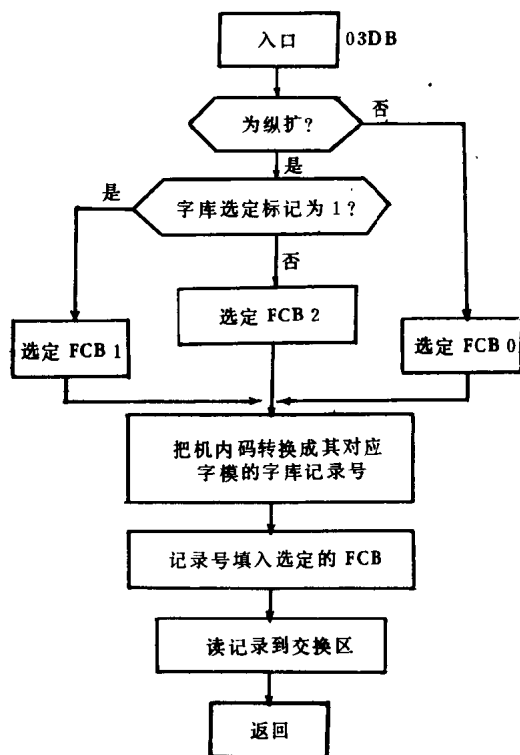 入口 03DB
为纵扩?
否
是
是
字库选定标记为 1?
否
选定 FCB 2
选定 FCB 1
选定 FCB 0
把机内码转换成其对应
字模的字库记录号
记录号填入选定的 FCB
读记录到交换区
返回